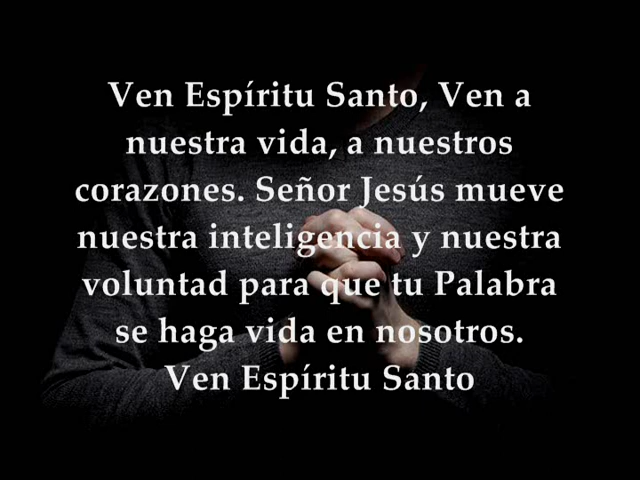 Ven Espíritu Santo, Ven a
nuestra vida, a nuestros
corazones. Señor Jesús mueve
nuestra inteligencia y nuestra
voluntad para que tu Palabra
se haga vida en nosotros.
Ven Espíritu Santo